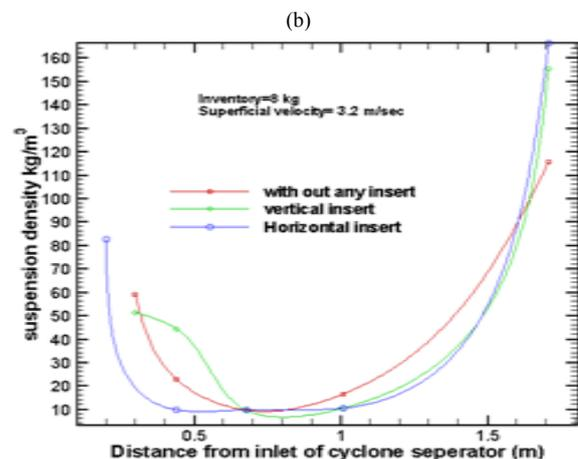 (b)
160
150
140
130
120
110
100
90
80
70
60
50
40
30
20
10
suspension density kg/m³
Inventory=8 kg
Superficial velocity= 3.2 m/sec
with out any insert
vertical insert
Horizontal insert
0.5 1 1.5
Distance from inlet of cyclone seperator (m)